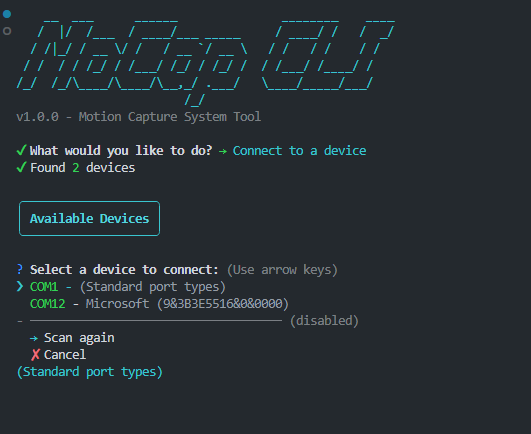 MoCap CLI
v1.0.0 - Motion Capture System Tool
✔ What would you like to do? → Connect to a device
✔ Found 2 devices
Available Devices
? Select a device to connect: (Use arrow keys)
❯ COM1 - (Standard port types)
COM12 - Microsoft (9&3B3E5516&0&0000)
- ────────────────────────────────── (disabled)
→ Scan again
✘ Cancel
(Standard port types)